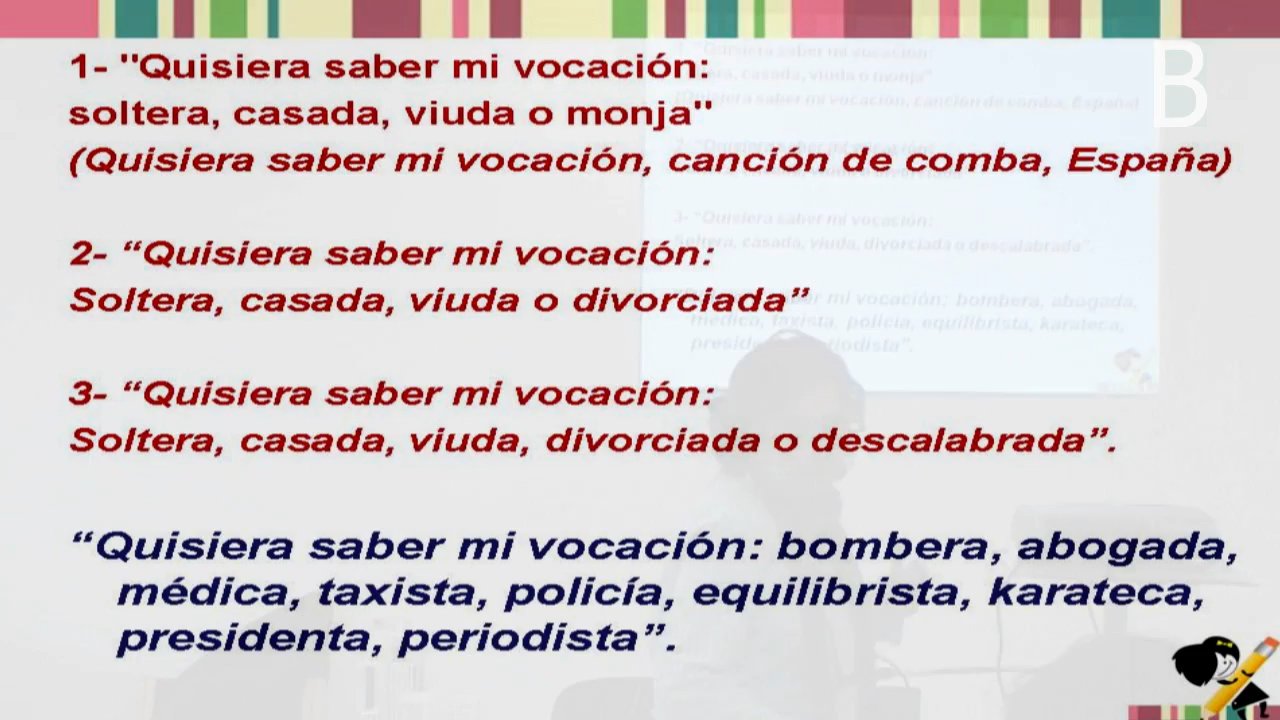 B
1- "Quisiera saber mi vocación:
soltera, casada, viuda o monja"
(Quisiera saber mi vocación, canción de comba, España)
2- “Quisiera saber mi vocación:
Soltera, casada, viuda o divorciada”
3- “Quisiera saber mi vocación:
Soltera, casada, viuda, divorciada o descalabrada”.
“Quisiera saber mi vocación: bombera, abogada,
médica, taxista, policía, equilibrista, karateca,
presidenta, periodista”.